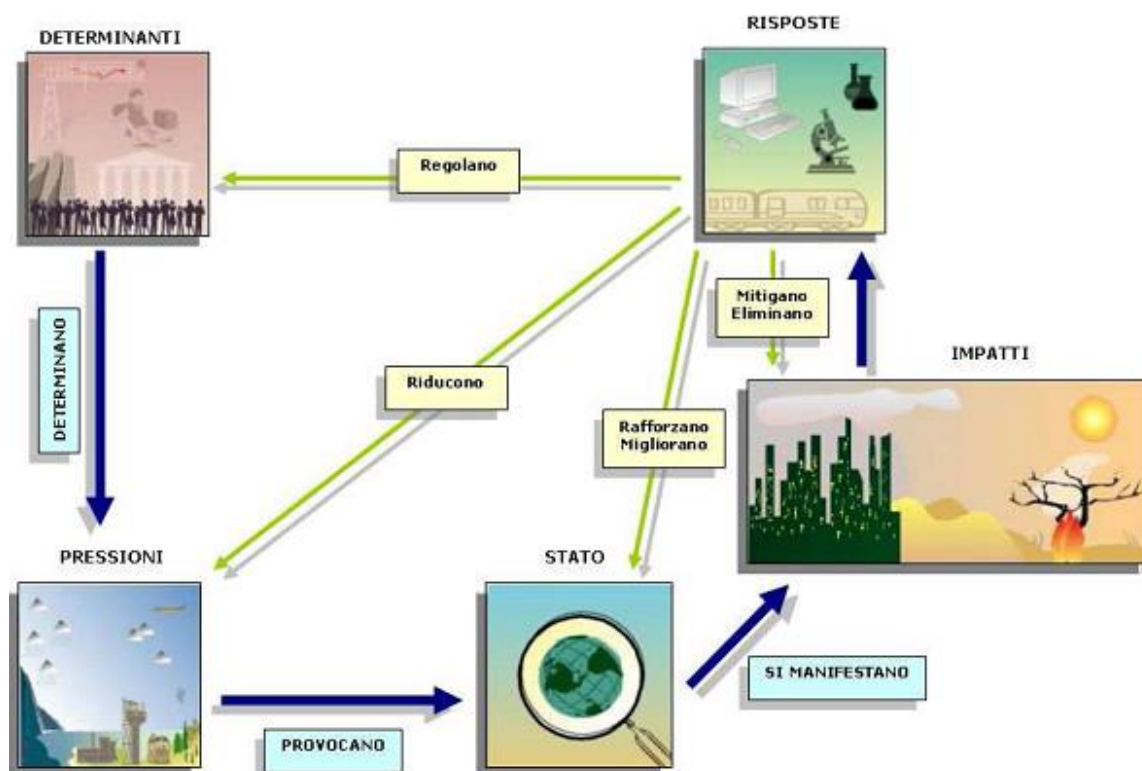 RISPOSTE
DETERMINANTI
Regolano
Mitigano
Eliminano
DETERMINANO
IMPATTI
Riducono
Rafforzano
Migliorano
PRESSIONI
STATO
SI MANIFESTANO
PROVOCANO